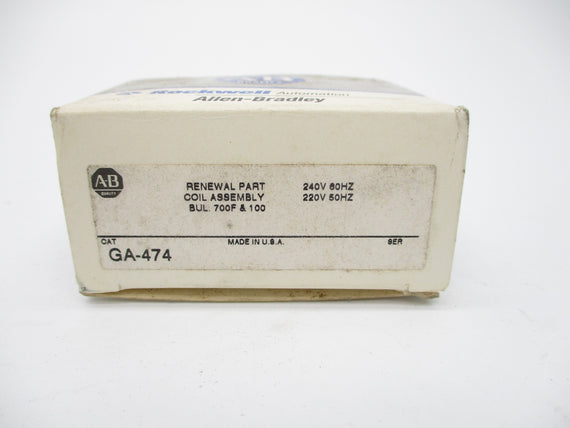 Rockwell Automation
Allen-Bradley
A-B
QUALITY
RENEWAL PART 240V 60HZ
COIL ASSEMBLY 220V 50HZ
BUL. 700F & 100
CAT MADE IN U.S.A. SER
GA-474